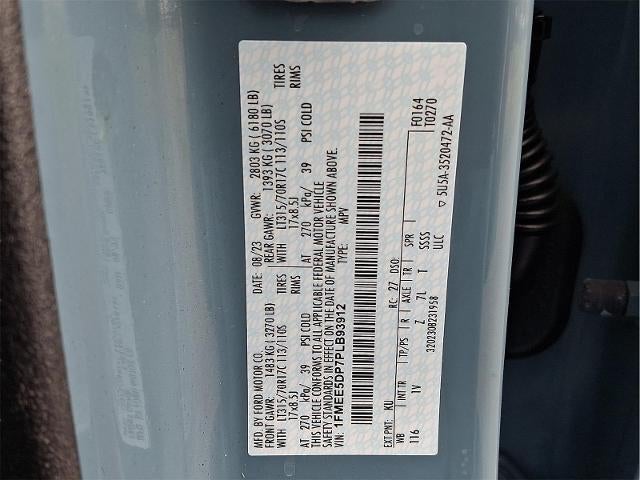 MFD. BY FORD MOTOR CO.
DATE: 08/23 GVWR: 2803 KG ( 6180 LB)
FRONT GAWR: 1483 KG (3270 LB) REAR GAWR: 1393 KG (3070 LB)
WITH LT315/70R17C 113/110S TIRES WITH LT315/70R17C 113/110S TIRES
17x8.5J RIMS 17x8.5J RIMS
AT 270 kPa/ 39 PSI COLD AT 270 kPa/ 39 PSI COLD
THIS VEHICLE CONFORMS TO ALL APPLICABLE FEDERAL MOTOR VEHICLE
SAFETY STANDARDS IN EFFECT ON THE DATE OF MANUFACTURE SHOWN ABOVE.
VIN: 1FMEE5DP7PLB93912
TYPE: MPV
F0164
T0270
EXT PNT: KU RC: 27 DSO:
WB INT TR TP/PS R AXLE TR SPR
116 1V Z 7L T SSSS
ULC
3202308231958
5U5A-3520472-AA